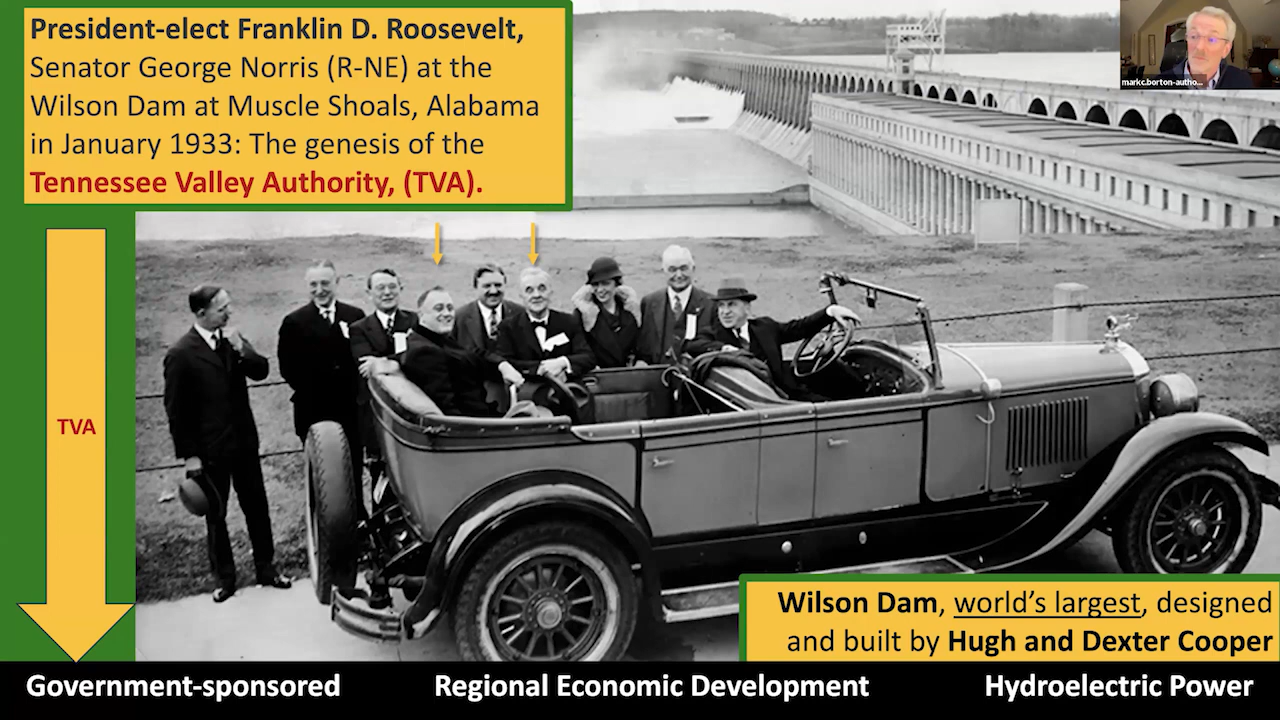 President-elect Franklin D. Roosevelt,
Senator George Norris (R-NE) at the
Wilson Dam at Muscle Shoals, Alabama
in January 1933: The genesis of the
Tennessee Valley Authority, (TVA).
markc.borton-autho...
TVA
Wilson Dam, world’s largest, designed
and built by Hugh and Dexter Cooper
Government-sponsored Regional Economic Development Hydroelectric Power